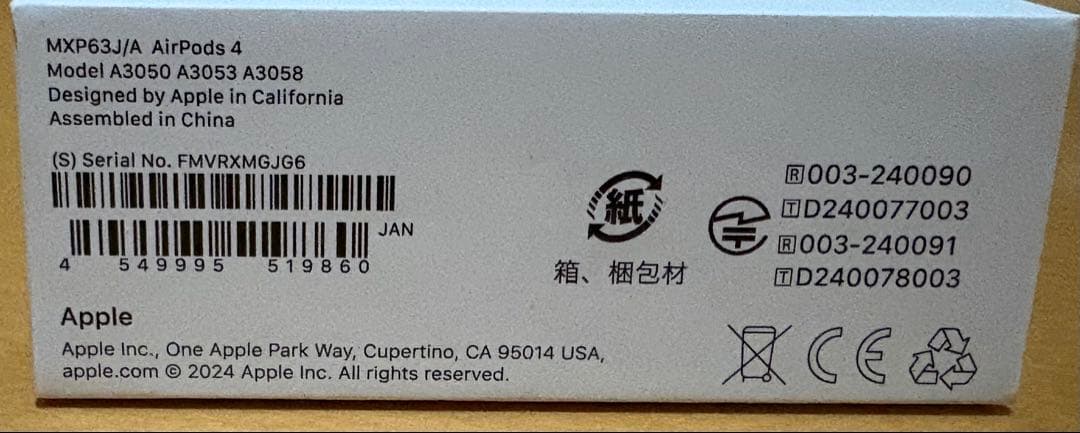 MXP63J/A AirPods 4
Model A3050 A3053 A3058
Designed by Apple in California
Assembled in China
(S) Serial No. FMVRXMGJG6
JAN
4 549995 519860
紙
箱、梱包材
R003-240090
TD240077003
R003-240091
TD240078003
Apple
Apple Inc., One Apple Park Way, Cupertino, CA 95014 USA,
apple.com © 2024 Apple Inc. All rights reserved.
CE